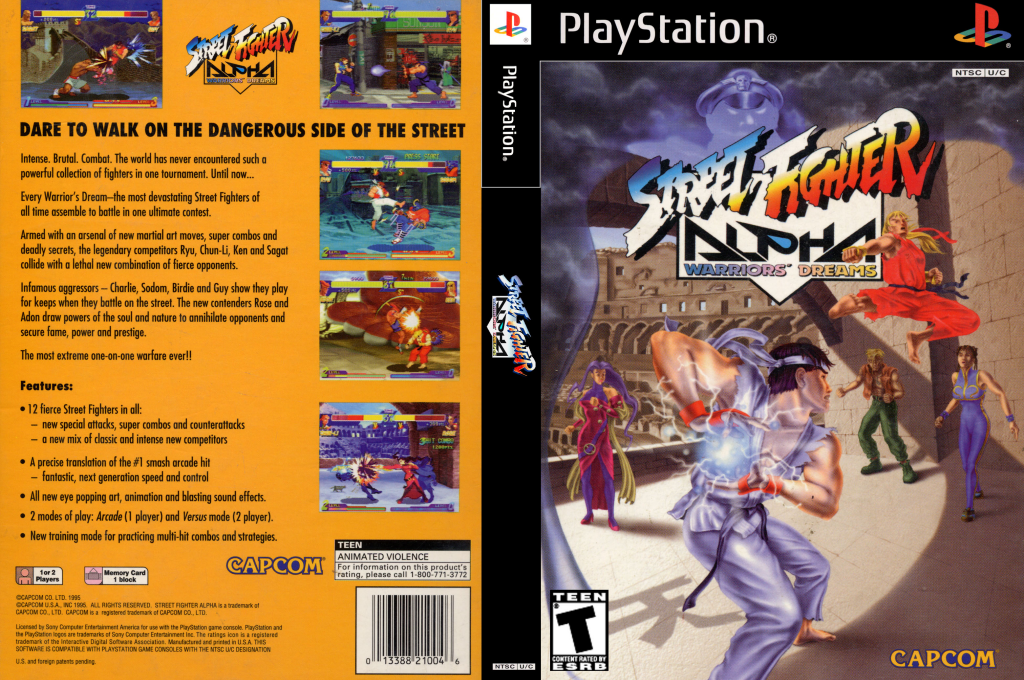 STREET FIGHTER
ALPHA
WARRIORS' DREAMS
DARE TO WALK ON THE DANGEROUS SIDE OF THE STREET
Intense. Brutal. Combat. The world has never encountered such a
powerful collection of fighters in one tournament. Until now...
Every Warrior's Dream–the most devastating Street Fighters of
all time assemble to battle in one ultimate contest.
Armed with an arsenal of new martial art moves, super combos and
deadly secrets, the legendary competitors Ryu, Chun-Li, Ken and Sagat
collide with a lethal new combination of fierce opponents.
Infamous aggressors – Charlie, Sodom, Birdie and Guy show they play
for keeps when they battle on the street. The new contenders Rose and
Adon draw powers of the soul and nature to annihilate opponents and
secure fame, power and prestige.
The most extreme one-on-one warfare ever!!
Features:
• 12 fierce Street Fighters in all:
– new special attacks, super combos and counterattacks
– a new mix of classic and intense new competitors
• A precise translation of the #1 smash arcade hit
– fantastic, next generation speed and control
• All new eye popping art, animation and blasting sound effects.
• 2 modes of play: Arcade (1 player) and Versus mode (2 player).
• New training mode for practicing multi-hit combos and strategies.
1 or 2
Players
Memory Card
1 block
CAPCOM®
TEEN
ANIMATED VIOLENCE
For information on this product's
rating, please call 1-800-771-3772
©CAPCOM CO. LTD. 1995
©CAPCOM U.S.A., INC 1995. ALL RIGHTS RESERVED. STREET FIGHTER ALPHA is a trademark of
CAPCOM CO., LTD. CAPCOM is a registered trademark of CAPCOM CO., LTD.
Licensed by Sony Computer Entertainment America for use with the PlayStation game console. PlayStation and
the PlayStation logos are trademarks of Sony Computer Entertainment Inc. The ratings icon is a registered
trademark of the Interactive Digital Software Association. Manufactured and printed in U.S.A. THIS
SOFTWARE IS COMPATIBLE WITH PLAYSTATION GAME CONSOLES WITH THE NTSC U/C DESIGNATION
U.S. and foreign patents pending.
0 13388 21004 6
PlayStation®
STREET FIGHTER
ALPHA
NTSC U/C
PlayStation®
NTSC U/C
STREET FIGHTER
ALPHA
WARRIORS' DREAMS
TEEN
T
CONTENT RATED BY
ESRB
CAPCOM®